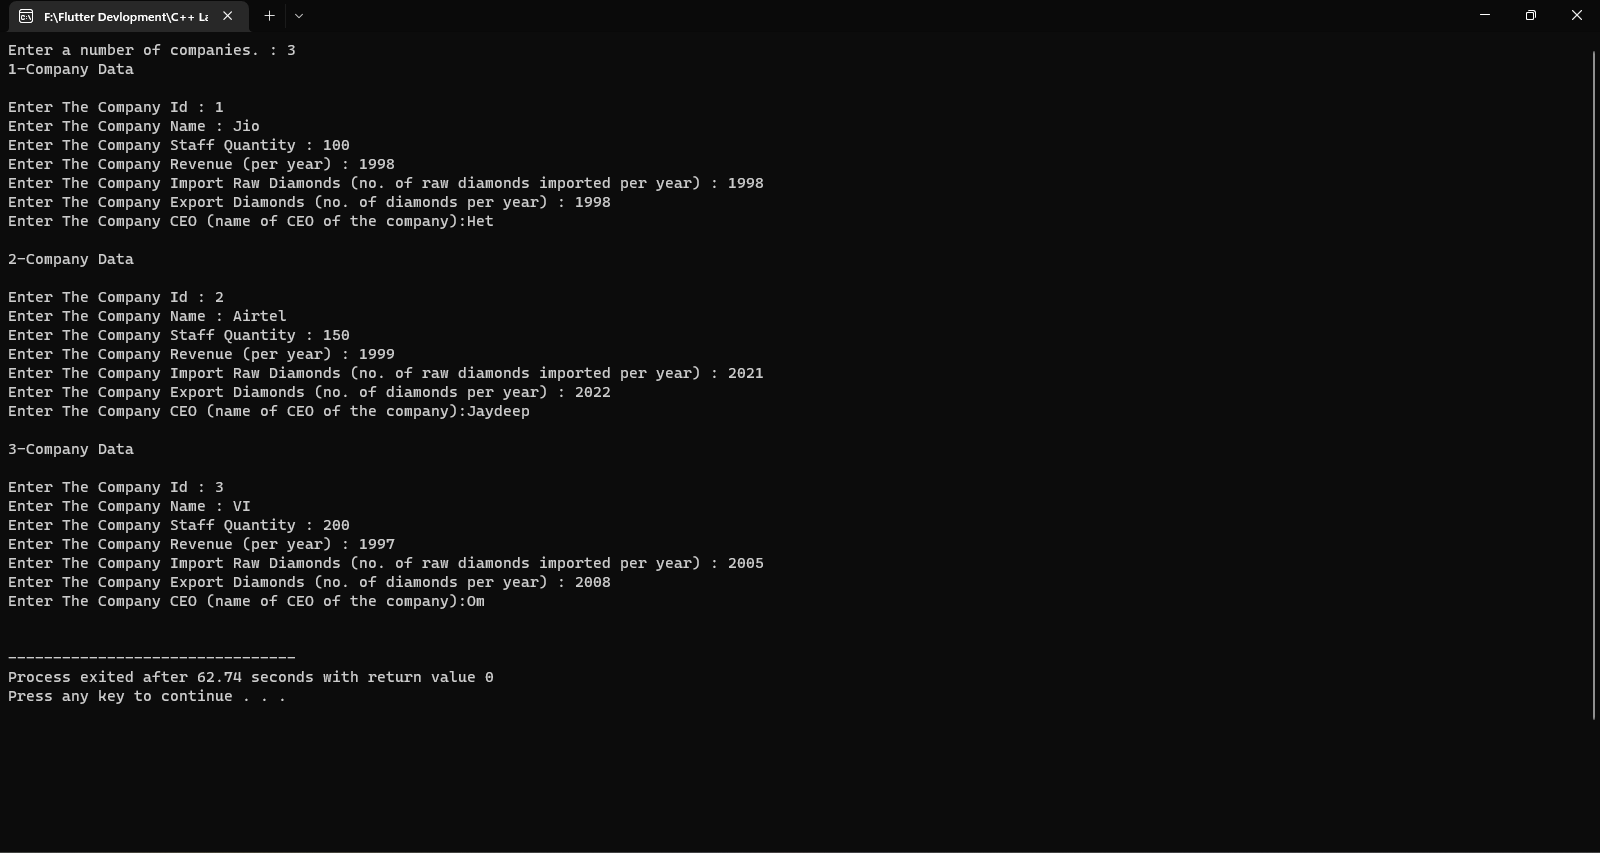 F:\Flutter Devlopment\C++ La
Enter a number of companies. : 3
1-Company Data
Enter The Company Id : 1
Enter The Company Name : Jio
Enter The Company Staff Quantity : 100
Enter The Company Revenue (per year) : 1998
Enter The Company Import Raw Diamonds (no. of raw diamonds imported per year) : 1998
Enter The Company Export Diamonds (no. of diamonds per year) : 1998
Enter The Company CEO (name of CEO of the company):Het
2-Company Data
Enter The Company Id : 2
Enter The Company Name : Airtel
Enter The Company Staff Quantity : 150
Enter The Company Revenue (per year) : 1999
Enter The Company Import Raw Diamonds (no. of raw diamonds imported per year) : 2021
Enter The Company Export Diamonds (no. of diamonds per year) : 2022
Enter The Company CEO (name of CEO of the company):Jaydeep
3-Company Data
Enter The Company Id : 3
Enter The Company Name : VI
Enter The Company Staff Quantity : 200
Enter The Company Revenue (per year) : 1997
Enter The Company Import Raw Diamonds (no. of raw diamonds imported per year) : 2005
Enter The Company Export Diamonds (no. of diamonds per year) : 2008
Enter The Company CEO (name of CEO of the company):Om
--------------------------------
Process exited after 62.74 seconds with return value 0
Press any key to continue . . .